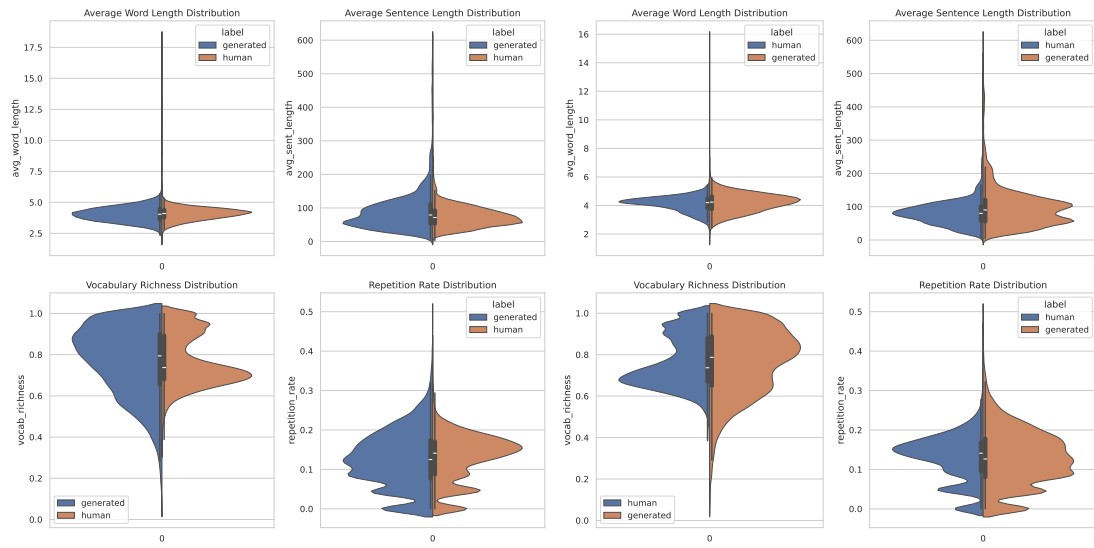 Average Word Length Distribution
avg_word_length
17.5
15.0
12.5
10.0
7.5
5.0
2.5
0
label
generated
human
Average Sentence Length Distribution
avg_sent_length
600
500
400
300
200
100
0
0
label
generated
human
Average Word Length Distribution
avg_word_length
16
14
12
10
8
6
4
2
0
label
human
generated
Average Sentence Length Distribution
avg_sent_length
600
500
400
300
200
100
0
0
label
human
generated
Vocabulary Richness Distribution
vocab_richness
1.0
0.8
0.6
0.4
0.2
0.0
0
generated
human
Repetition Rate Distribution
repetition_rate
0.5
0.4
0.3
0.2
0.1
0.0
0
label
generated
human
Vocabulary Richness Distribution
vocab_richness
1.0
0.8
0.6
0.4
0.2
0.0
0
human
generated
Repetition Rate Distribution
repetition_rate
0.5
0.4
0.3
0.2
0.1
0.0
0
label
human
generated